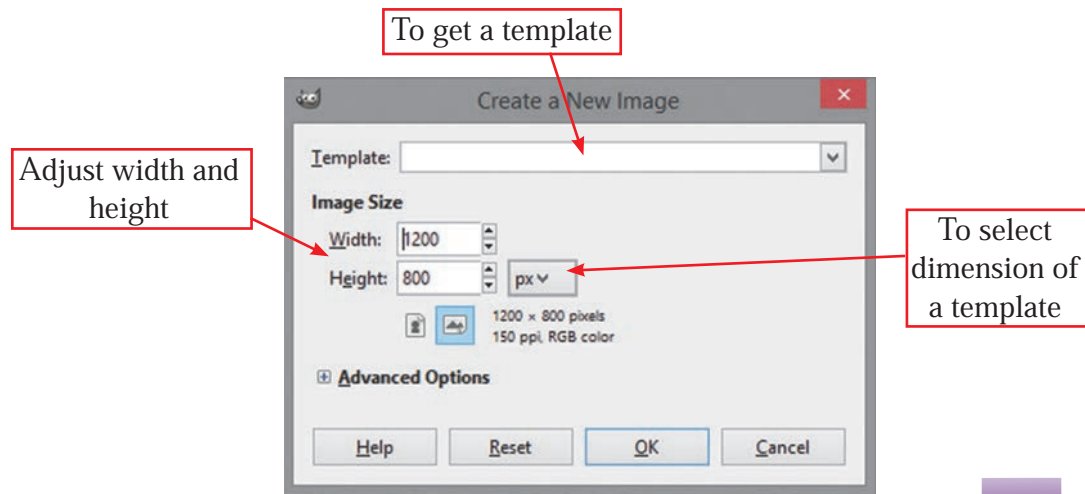 To get a template
Create a New Image
Template:
Adjust width and
height
Image Size
Width: 1200
Height: 800 px
To select
dimension of
a template
1200 × 800 pixels
150 ppi, RGB color
Advanced Options
Help Reset OK Cancel